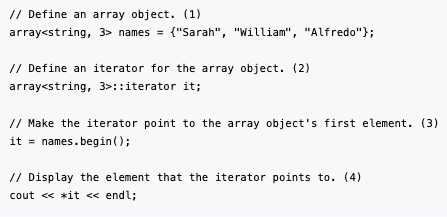 // Define an array object. (1)
array<string, 3> names = {"Sarah", "William", "Alfredo"};
// Define an iterator for the array object. (2)
array<string, 3>::iterator it;
// Make the iterator point to the array object's first element. (3)
it = names.begin();
// Display the element that the iterator points to. (4)
cout << *it << endl;